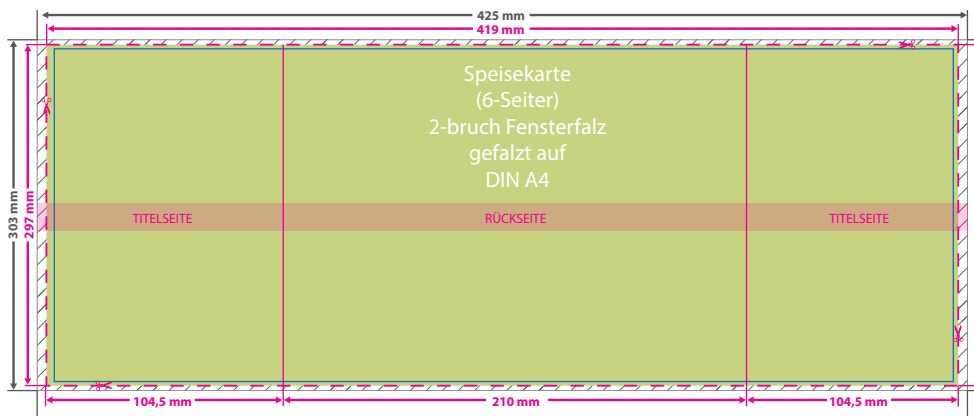 425 mm
419 mm
Speisekarte
(6-Seiter)
2-bruch Fensterfalz
gefalzt auf
DIN A4
303 mm
297 mm
TITELSEITE
RÜCKSEITE
TITELSEITE
104,5 mm
210 mm
104,5 mm